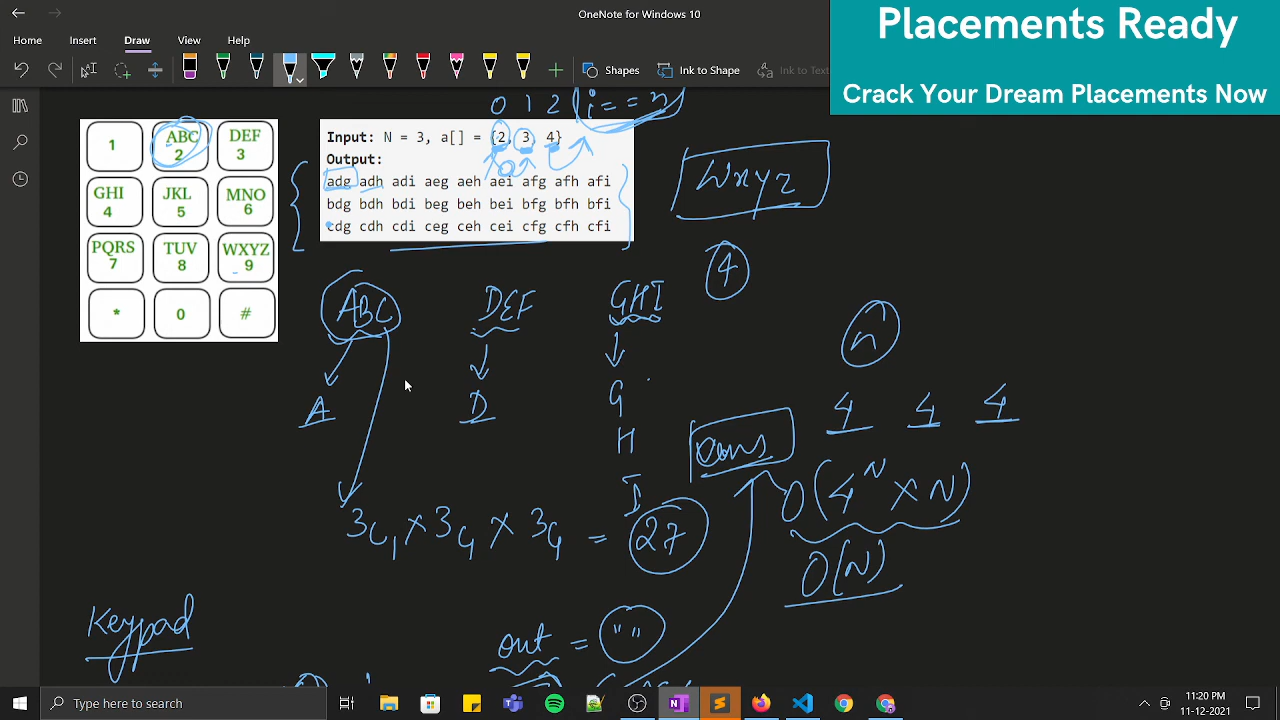 OneNote for Windows 10
Placements Ready
Crack Your Dream Placements Now
Home Insert Draw View Help
Shapes Ink to Shape Ink to Text
0 1 2 (i==n)
1 ABC DEF
2 3
GHI JKL MNO
4 5 6
PQRS TUV WXYZ
7 8 9
* 0 #
Input: N = 3, a[] = {2, 3, 4}
Output:
adg adh adi aeg aeh aei afg afh afi
bdg bdh bdi beg beh bei bfg bfh bfi
cdg cdh cdi ceg ceh cei cfg cfh cfi
wxyz
4
ABC DEF GHI
n
A D G
H
I
4 4 4
ans
O(4^N × N)
O(N)
3C1 × 3C1 × 3C1 = 27
Keypad
out = " "
Type here to search
11:20 PM
11-12-2021